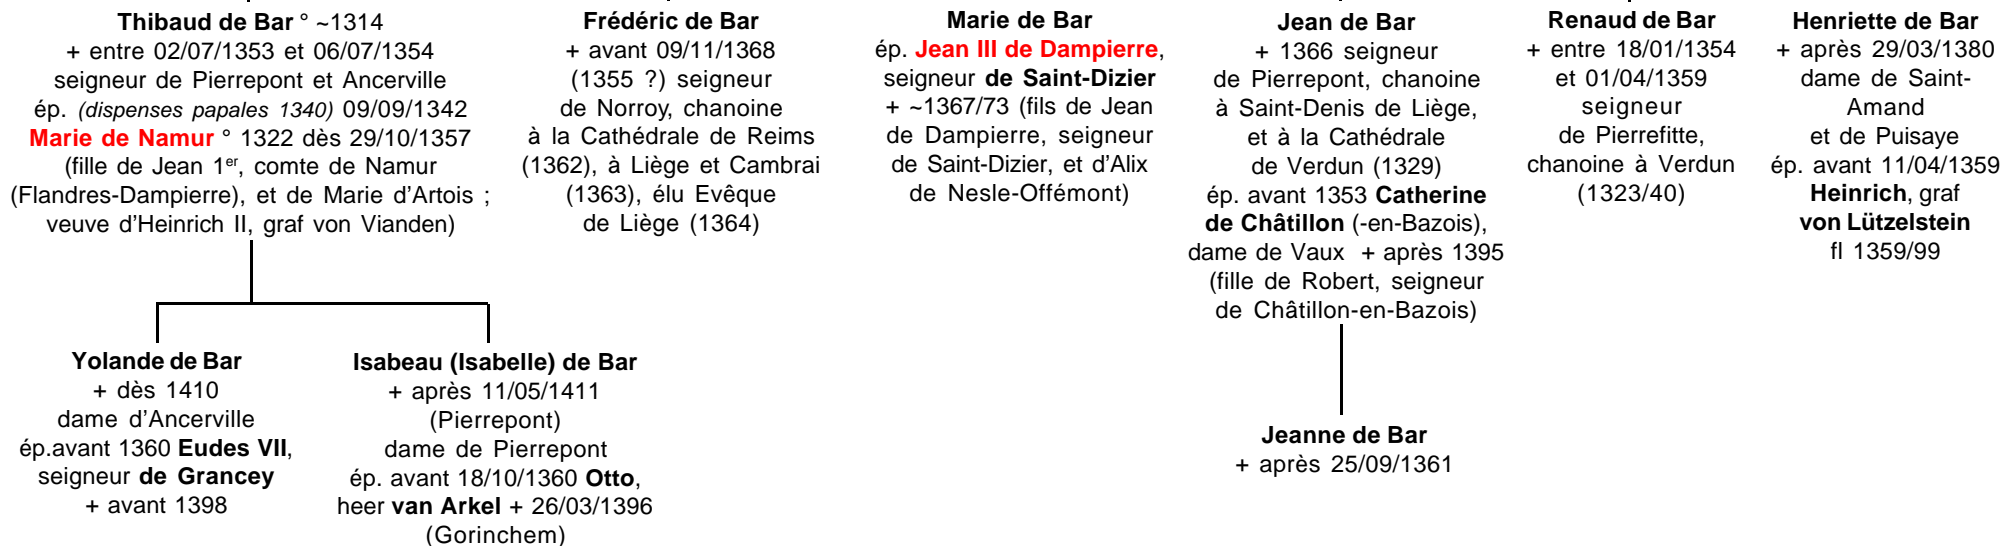 Thibaud de Bar ° ~1314
+ entre 02/07/1353 et 06/07/1354
seigneur de Pierrepont et Ancerville
ép. (dispenses papales 1340) 09/09/1342
Marie de Namur ° 1322 dès 29/10/1357
(fille de Jean 1er, comte de Namur
(Flandres-Dampierre), et de Marie d'Artois ;
veuve d'Heinrich II, graf von Vianden)
Frédéric de Bar
+ avant 09/11/1368
(1355 ?) seigneur
de Norroy, chanoine
à la Cathédrale de Reims
(1362), à Liège et Cambrai
(1363), élu Evêque
de Liège (1364)
Marie de Bar
ép. Jean III de Dampierre,
seigneur de Saint-Dizier
+ ~1367/73 (fils de Jean
de Dampierre, seigneur
de Saint-Dizier, et d'Alix
de Nesle-Offémont)
Jean de Bar
+ 1366 seigneur
de Pierrepont, chanoine
à Saint-Denis de Liège,
et à la Cathédrale
de Verdun (1329)
ép. avant 1353 Catherine
de Châtillon (-en-Bazois),
dame de Vaux + après 1395
(fille de Robert, seigneur
de Châtillon-en-Bazois)
Renaud de Bar
+ entre 18/01/1354
et 01/04/1359
seigneur
de Pierrefitte,
chanoine à Verdun
(1323/40)
Henriette de Bar
+ après 29/03/1380
dame de Saint-
Amand
et de Puisaye
ép. avant 11/04/1359
Heinrich, graf
von Lützelstein
fl 1359/99
Yolande de Bar
+ dès 1410
dame d'Ancerville
ép.avant 1360 Eudes VII,
seigneur de Grancey
+ avant 1398
Isabeau (Isabelle) de Bar
+ après 11/05/1411
(Pierrepont)
dame de Pierrepont
ép. avant 18/10/1360 Otto,
heer van Arkel + 26/03/1396
(Gorinchem)
Jeanne de Bar
+ après 25/09/1361